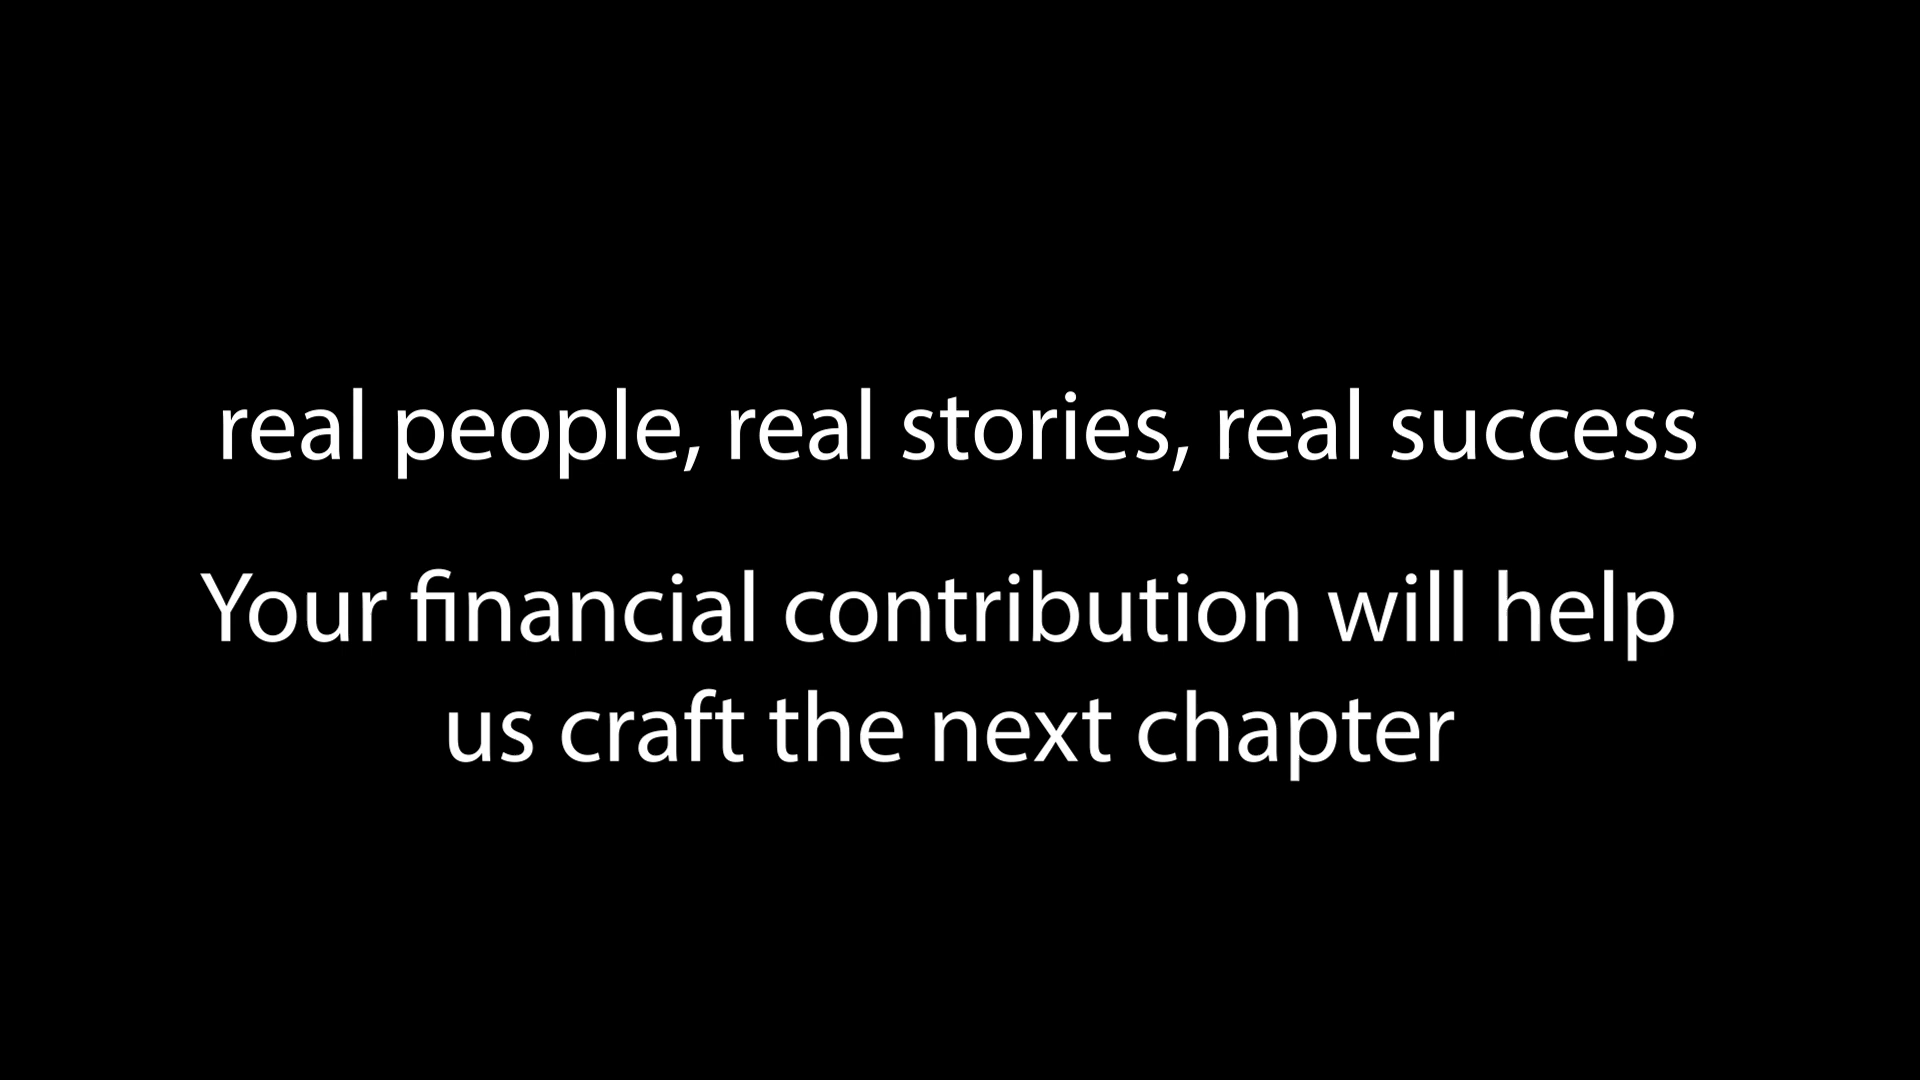 real people, real stories, real success
Your financial contribution will help
us craft the next chapter